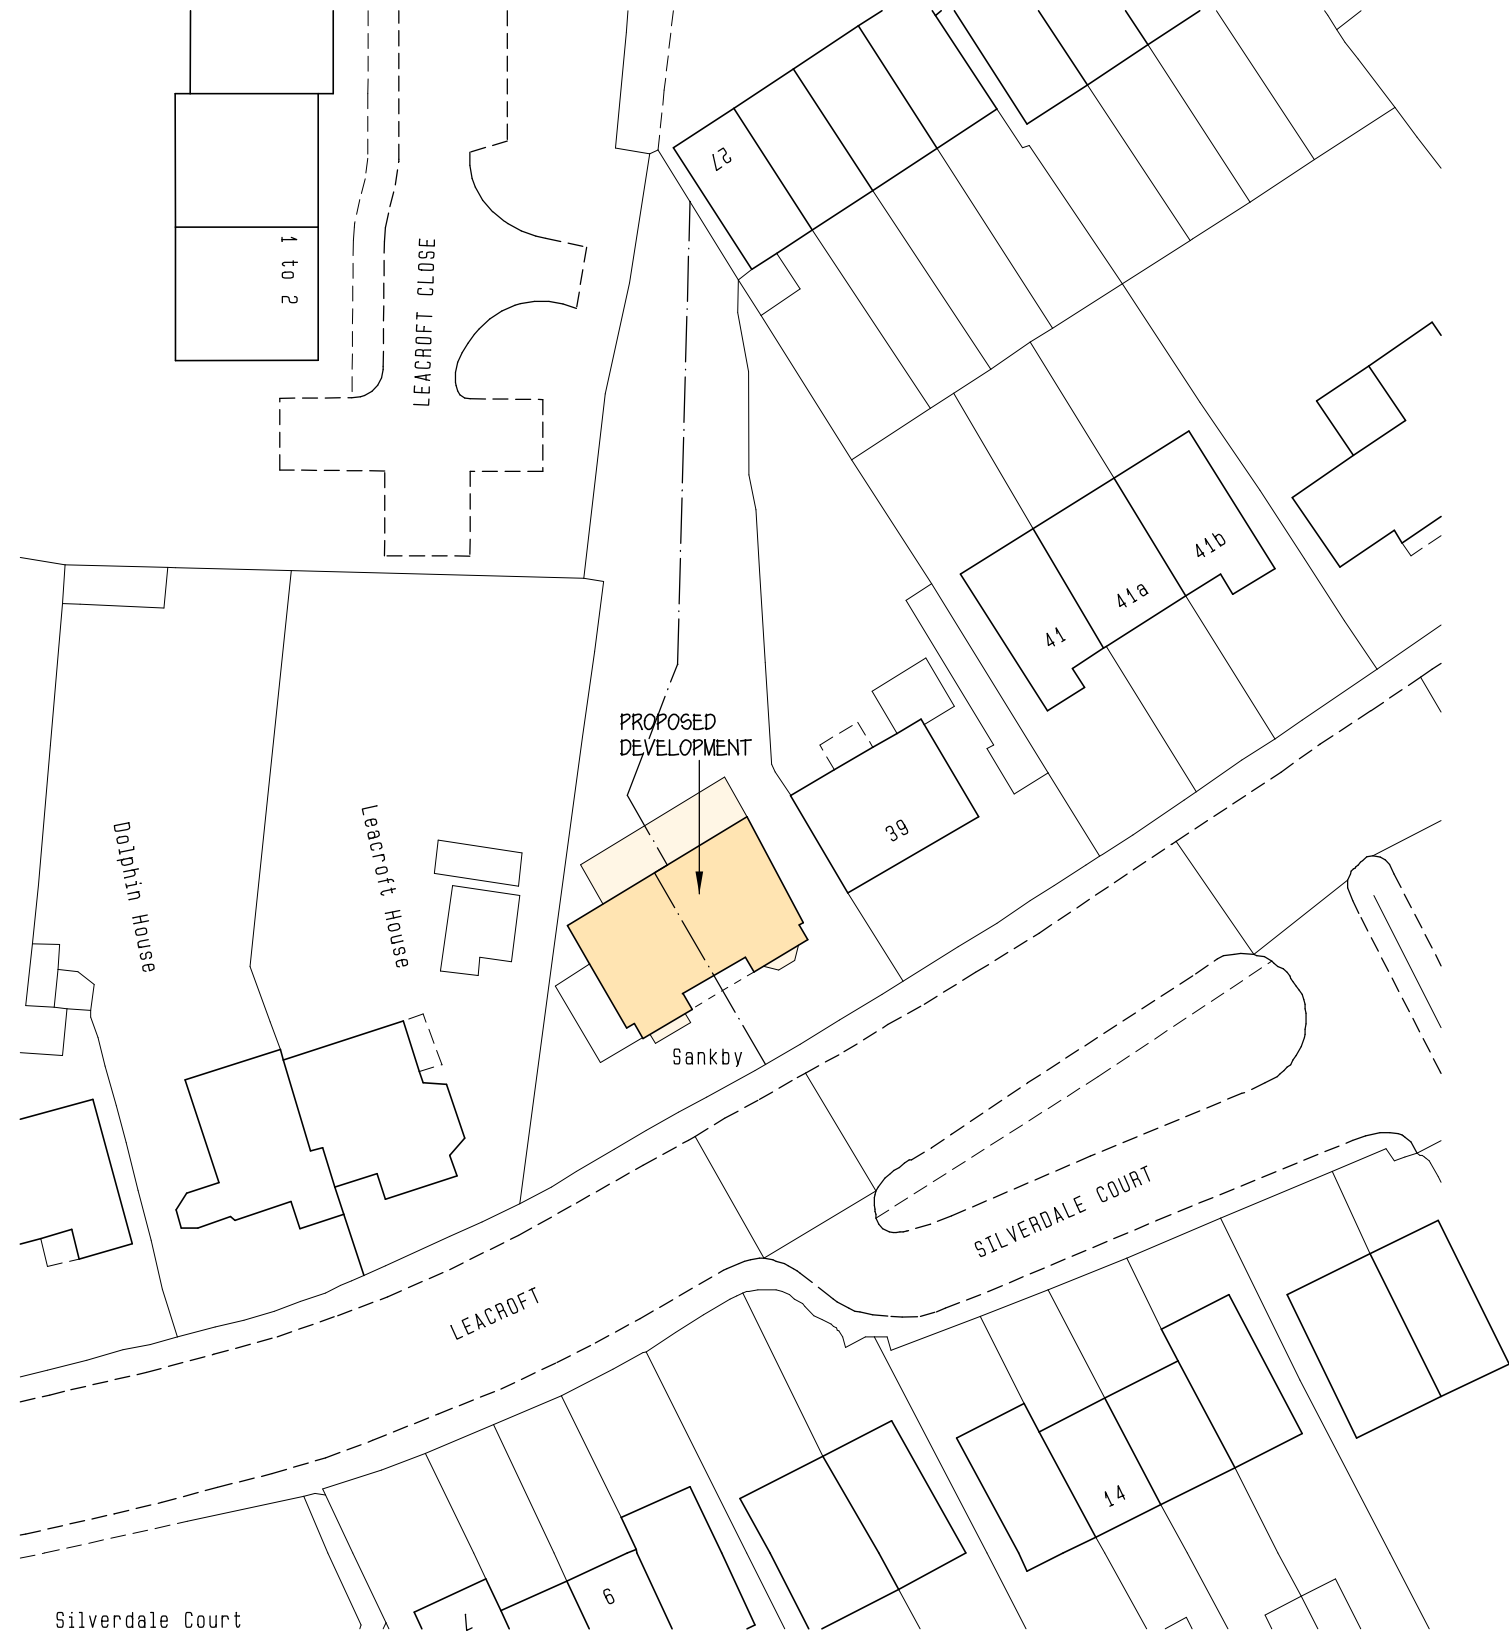 27
1 to 2
LEACROFT CLOSE
41b
41a
41
PROPOSED
DEVELOPMENT
39
Dolphin House
Leacroft House
Sankby
SILVERDALE COURT
LEACROFT
14
6
7
Silverdale Court